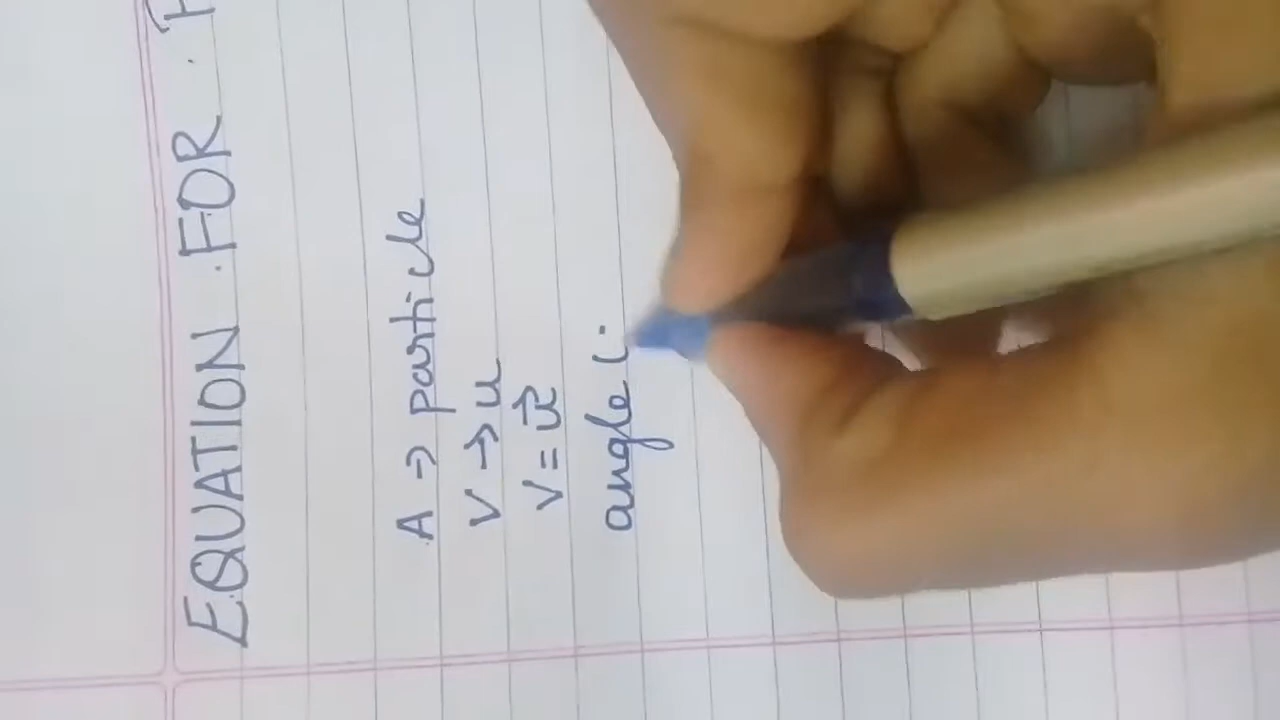 EQUATION FOR
A → particle
V → u
V = u⃗
angle